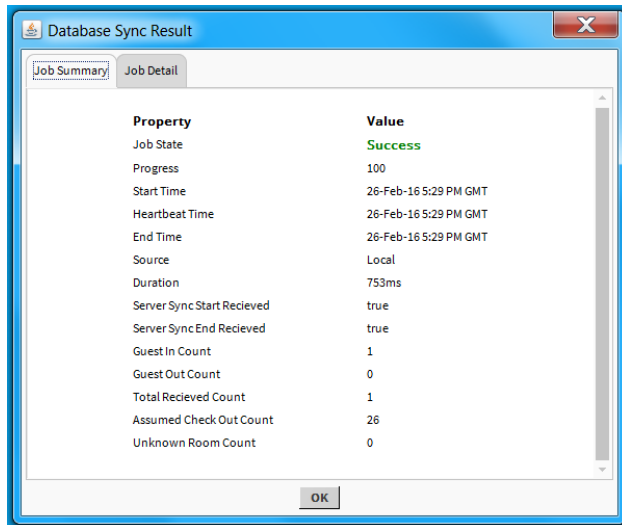 Database Sync Result
Job Summary Job Detail
Property Value
Job State Success
Progress 100
Start Time 26-Feb-16 5:29 PM GMT
Heartbeat Time 26-Feb-16 5:29 PM GMT
End Time 26-Feb-16 5:29 PM GMT
Source Local
Duration 753ms
Server Sync Start Recieved true
Server Sync End Recieved true
Guest In Count 1
Guest Out Count 0
Total Recieved Count 1
Assumed Check Out Count 26
Unknown Room Count 0
OK